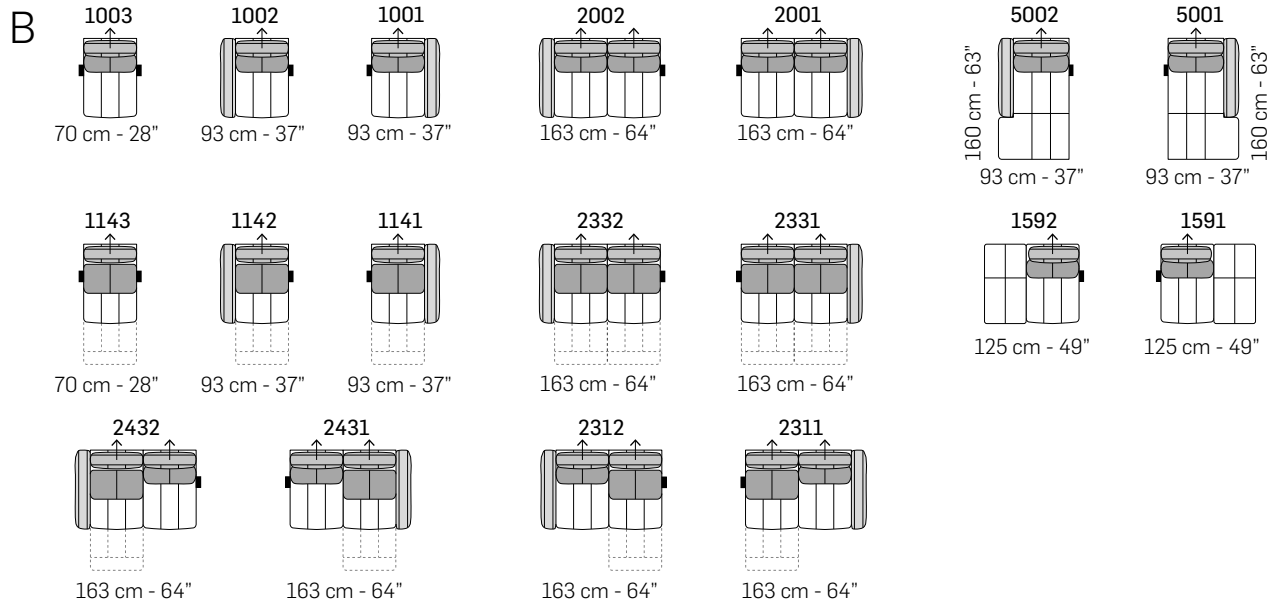 B
1003 1002 1001 2002 2001 5002 5001
160 cm - 63” 160 cm - 63”
70 cm - 28” 93 cm - 37” 93 cm - 37” 163 cm - 64” 163 cm - 64”
93 cm - 37” 93 cm - 37”
1143 1142 1141 2332 2331 1592 1591
125 cm - 49” 125 cm - 49”
70 cm - 28” 93 cm - 37” 93 cm - 37” 163 cm - 64” 163 cm - 64”
2432 2431 2312 2311
163 cm - 64” 163 cm - 64” 163 cm - 64” 163 cm - 64”